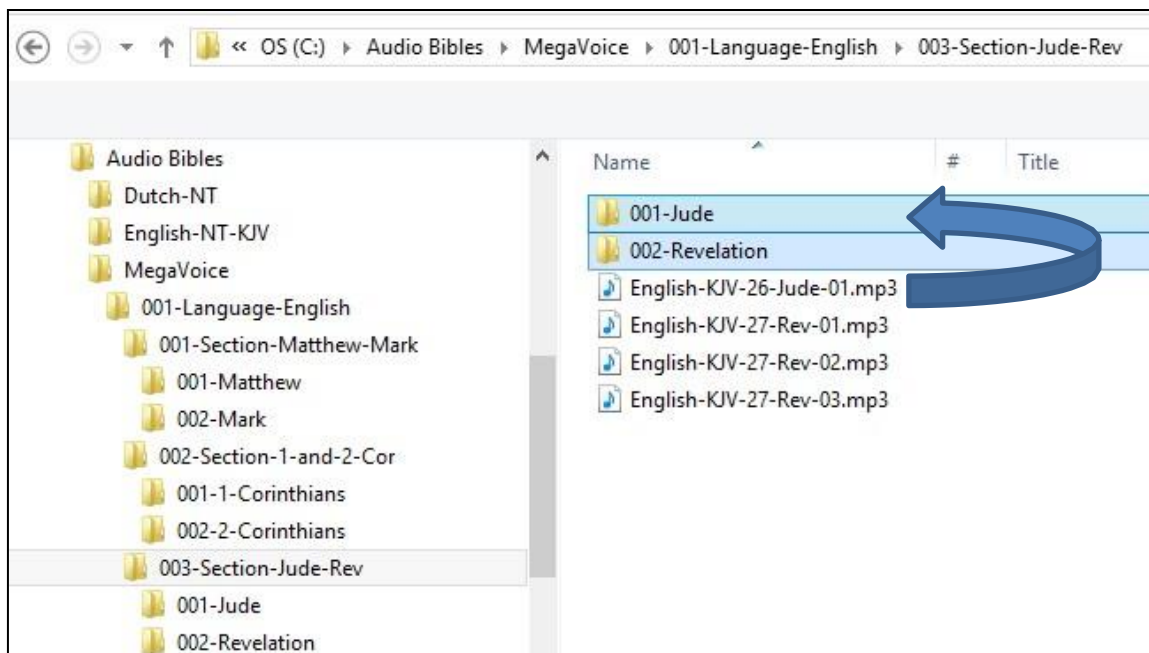 « OS (C:) ▸ Audio Bibles ▸ MegaVoice ▸ 001-Language-English ▸ 003-Section-Jude-Rev
Audio Bibles
Dutch-NT
English-NT-KJV
MegaVoice
001-Language-English
001-Section-Matthew-Mark
001-Matthew
002-Mark
002-Section-1-and-2-Cor
001-1-Corinthians
002-2-Corinthians
003-Section-Jude-Rev
001-Jude
002-Revelation
Name # Title
001-Jude
002-Revelation
English-KJV-26-Jude-01.mp3
English-KJV-27-Rev-01.mp3
English-KJV-27-Rev-02.mp3
English-KJV-27-Rev-03.mp3